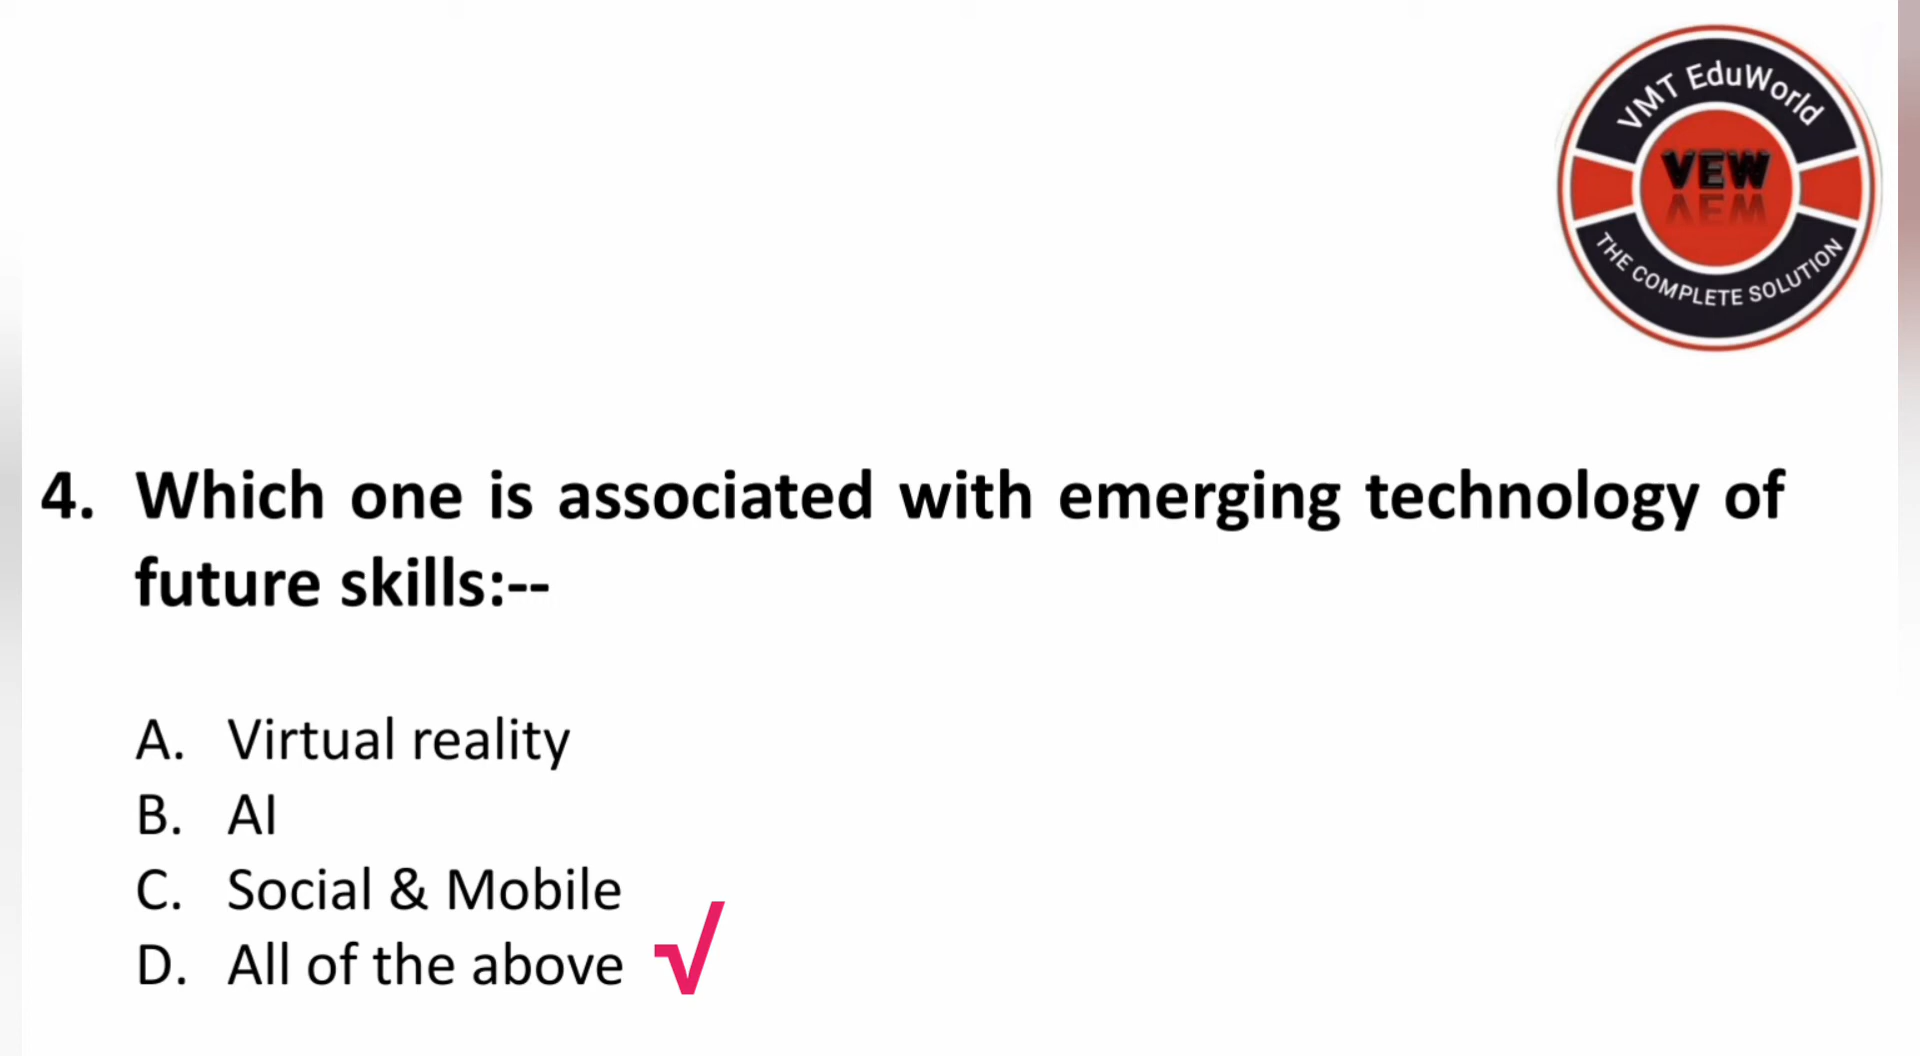 VMT EduWorld
VEW
THE COMPLETE SOLUTION
4. Which one is associated with emerging technology of
future skills:--
A. Virtual reality
B. AI
C. Social & Mobile
D. All of the above √